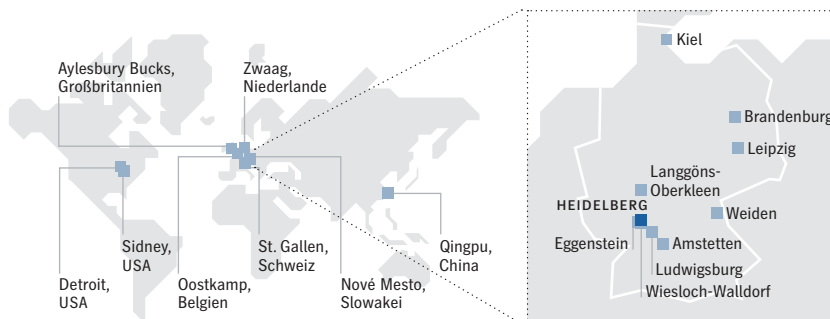 Aylesbury Bucks,
Großbritannien
Zwaag,
Niederlande
Sidney,
USA
St. Gallen,
Schweiz
Qingpu,
China
Detroit,
USA
Oostkamp,
Belgien
Nové Mesto,
Slowakei
Kiel
Brandenburg
Leipzig
Langgöns-
Oberkleen
HEIDELBERG
Weiden
Eggenstein
Amstetten
Ludwigsburg
Wiesloch-Walldorf